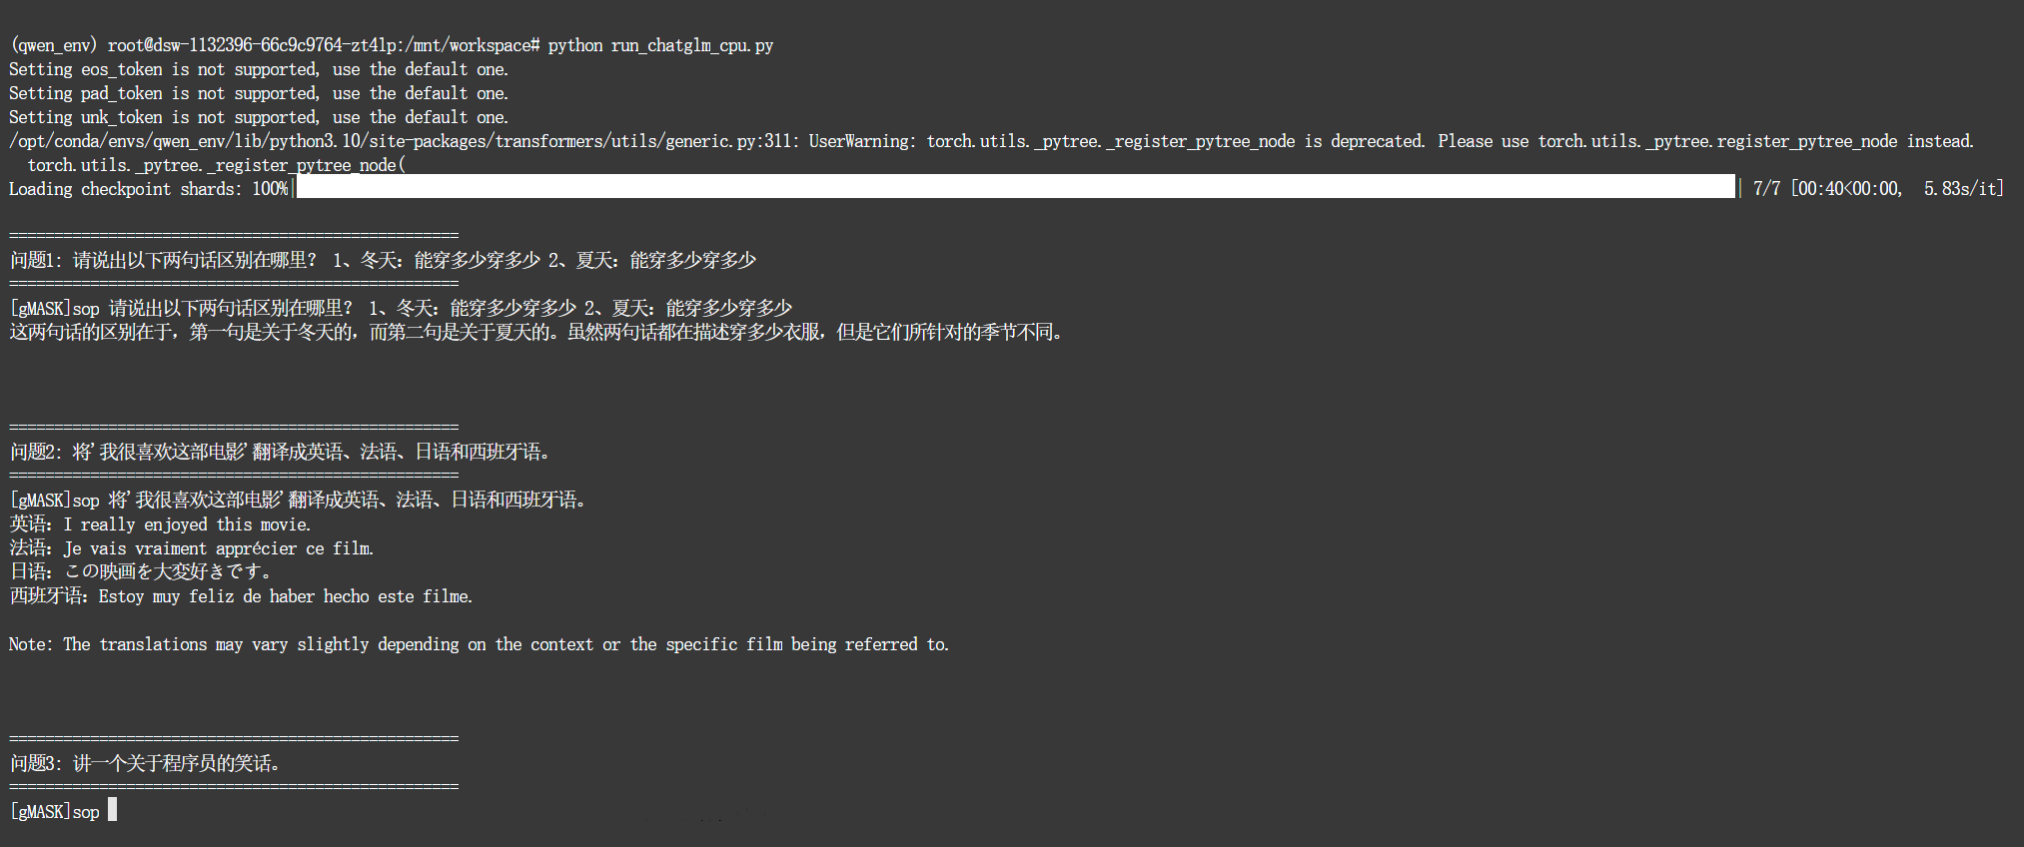 (qwen_env) root@dsw-1132396-66c9c9764-zt4lp:/mnt/workspace# python run_chatglm_cpu.py
Setting eos_token is not supported, use the default one.
Setting pad_token is not supported, use the default one.
Setting unk_token is not supported, use the default one.
/opt/conda/envs/qwen_env/lib/python3.10/site-packages/transformers/utils/generic.py:311: UserWarning: torch.utils._pytree._register_pytree_node is deprecated. Please use torch.utils._pytree.register_pytree_node instead.
  torch.utils._pytree._register_pytree_node(
Loading checkpoint shards: 100%|| 7/7 [00:40<00:00,  5.83s/it]
==================================================
问题1: 请说出以下两句话区别在哪里？ 1、冬天：能穿多少穿多少 2、夏天：能穿多少穿多少
==================================================
[gMASK]sop 请说出以下两句话区别在哪里？ 1、冬天：能穿多少穿多少 2、夏天：能穿多少穿多少
这两句话的区别在于，第一句是关于冬天的，而第二句是关于夏天的。虽然两句话都在描述穿多少衣服，但是它们所针对的季节不同。
==================================================
问题2: 将'我很喜欢这部电影'翻译成英语、法语、日语和西班牙语。
==================================================
[gMASK]sop 将'我很喜欢这部电影'翻译成英语、法语、日语和西班牙语。
英语：I really enjoyed this movie.
法语：Je vais vraiment apprécier ce film.
日语：この映画を大変好きです。
西班牙语：Estoy muy feliz de haber hecho este filme.
Note: The translations may vary slightly depending on the context or the specific film being referred to.
==================================================
问题3: 讲一个关于程序员的笑话。
==================================================
[gMASK]sop